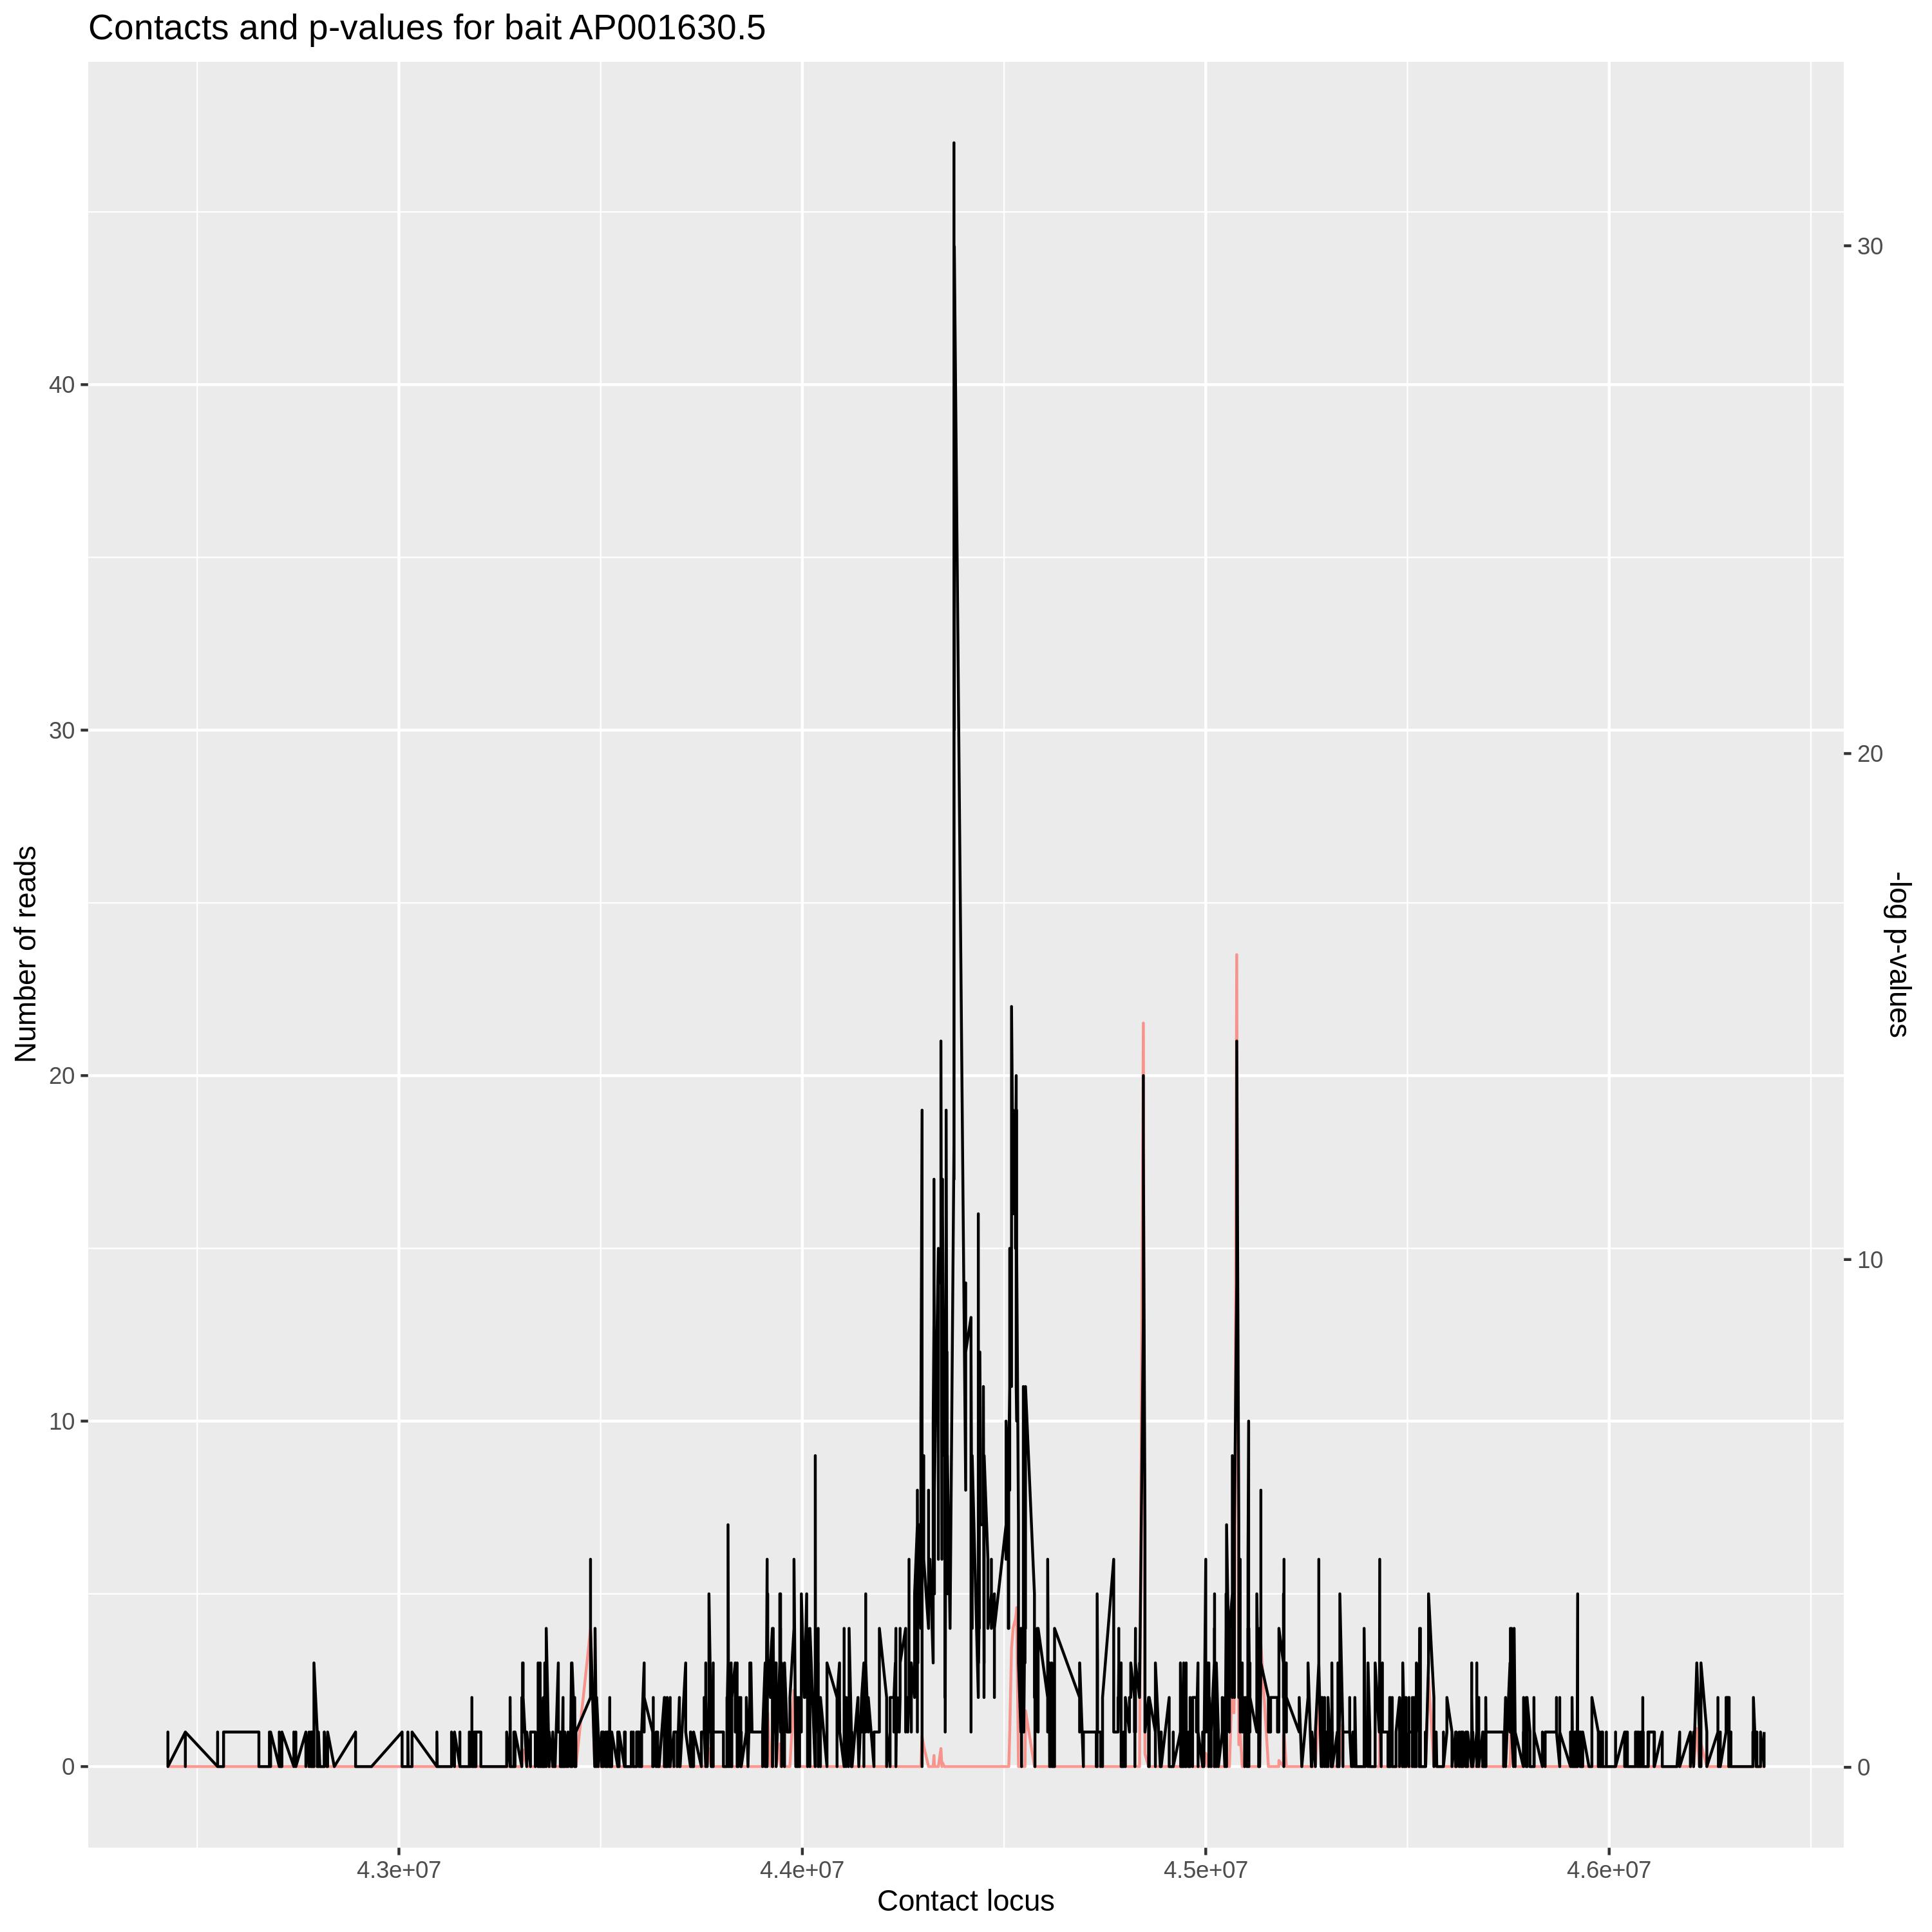 Contacts and p-values for bait AP001630.5
Number of reads
40
30
20
10
0
30
20
10
0
-log p-values
4.3e+07
4.4e+07
4.5e+07
4.6e+07
Contact locus